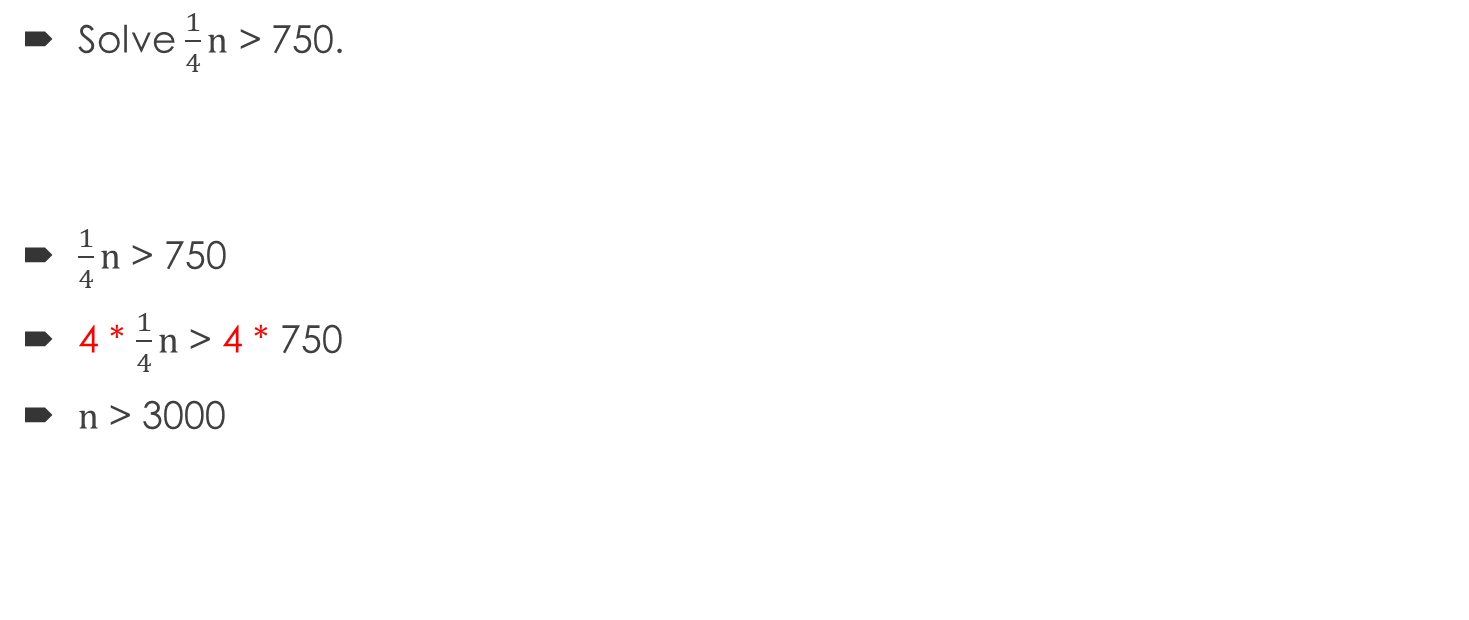 Solve 1/4 n > 750.
1/4 n > 750
4 * 1/4 n > 4 * 750
n > 3000